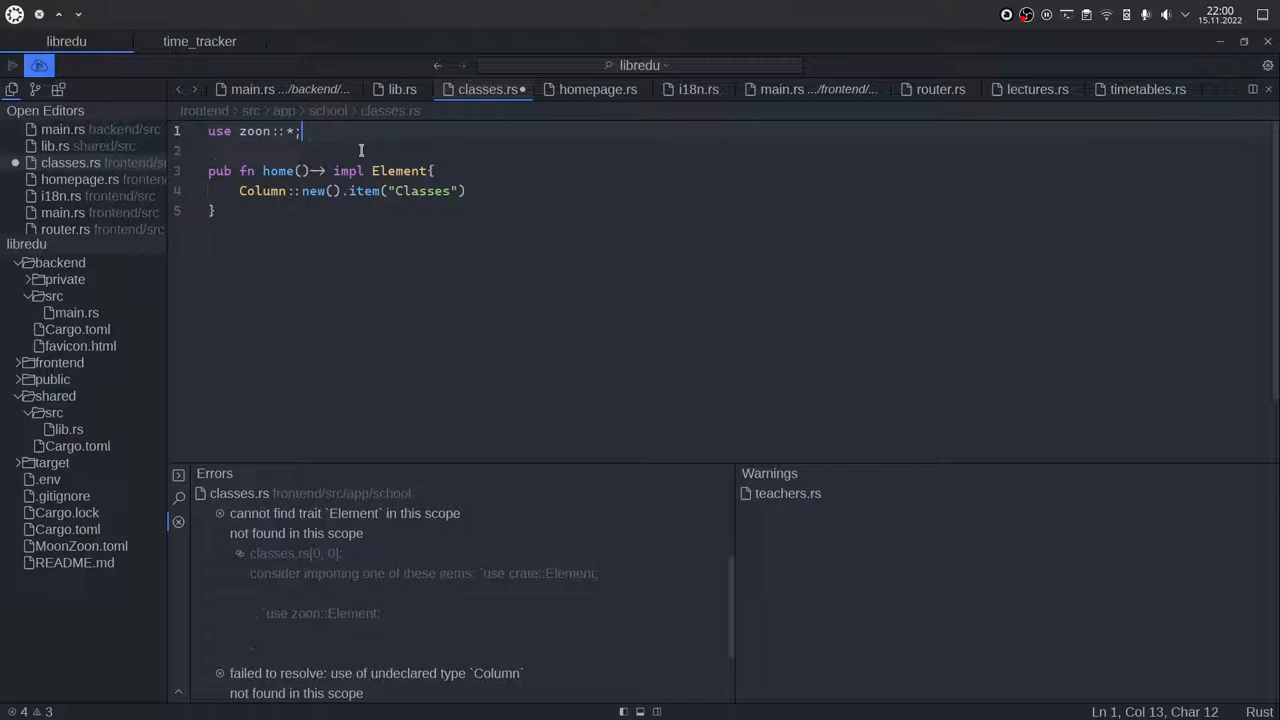 22:00
15.11.2022
libredu
time_tracker
libredu
main.rs .../backend/...
lib.rs
classes.rs
homepage.rs
i18n.rs
main.rs .../frontend/...
router.rs
lectures.rs
timetables.rs
Open Editors
frontend src app school classes.rs
main.rs backend/src
lib.rs shared/src
classes.rs frontend/src
homepage.rs frontend/src
i18n.rs frontend/src
main.rs frontend/src
router.rs frontend/src
1 use zoon::*;
2
3 pub fn home()-> impl Element{
4 Column::new().item("Classes")
5 }
libredu
backend
private
src
main.rs
Cargo.toml
favicon.html
frontend
public
shared
src
lib.rs
Cargo.toml
target
.env
.gitignore
Cargo.lock
Cargo.toml
MoonZoon.toml
README.md
Errors
classes.rs frontend/src/app/school
cannot find trait `Element` in this scope
not found in this scope
classes.rs[0, 0]:
consider importing one of these items: `use crate::Element;
, `use zoon::Element;
`
failed to resolve: use of undeclared type `Column`
not found in this scope
Warnings
teachers.rs
4 3
Ln 1, Col 13, Char 12
Rust